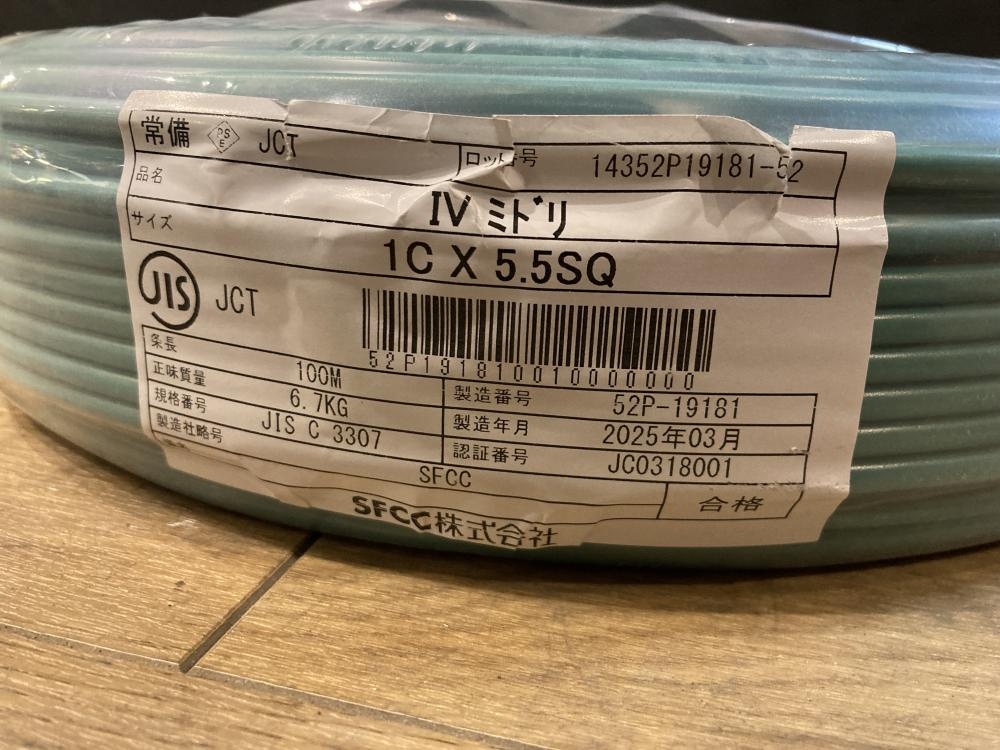 常備 PSE JCT ロット番号 14352P19181-52
品名 IV ミドリ
サイズ 1C X 5.5SQ
JIS JCT
52P1918100100000000
条長 100M
正味質量 6.7KG
規格番号 JIS C 3307
製造社略号 SFCC
製造番号 52P-19181
製造年月 2025年03月
認証番号 JC0318001
合格
SFCC株式会社